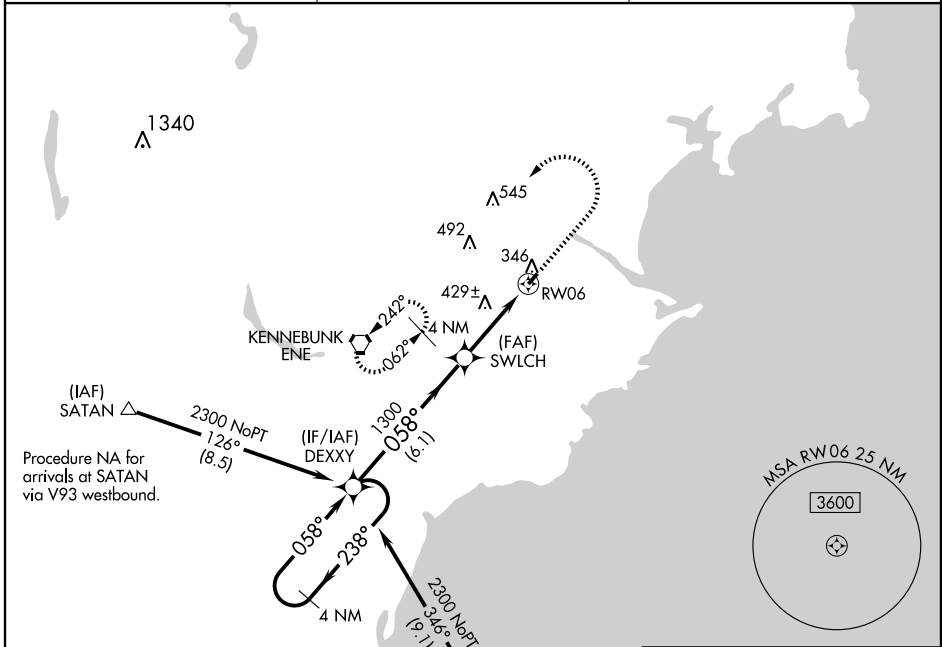 1340
545
492
346
RW06
429±
242°
KENNEBUNK
ENE
4 NM
062°
(FAF)
SWLCH
(IAF)
SATAN
2300 NoPT
126°
(8.5)
1300
058°
(6.1)
(IF/IAF)
DEXXY
Procedure NA for
arrivals at SATAN
via V93 westbound.
058°
238°
4 NM
2300 NoPT
346°
(9.1)
MSA RW06 25 NM
3600